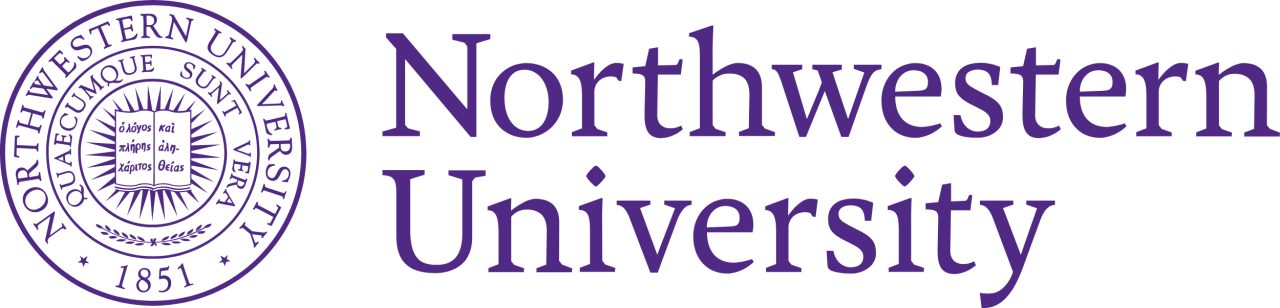 NORTHWESTERN UNIVERSITY
QUAECUMQUE SUNT VERA
ὁ λόγος καὶ
πλήρης ἀλη-
χάριτος θείας
1851
Northwestern
University